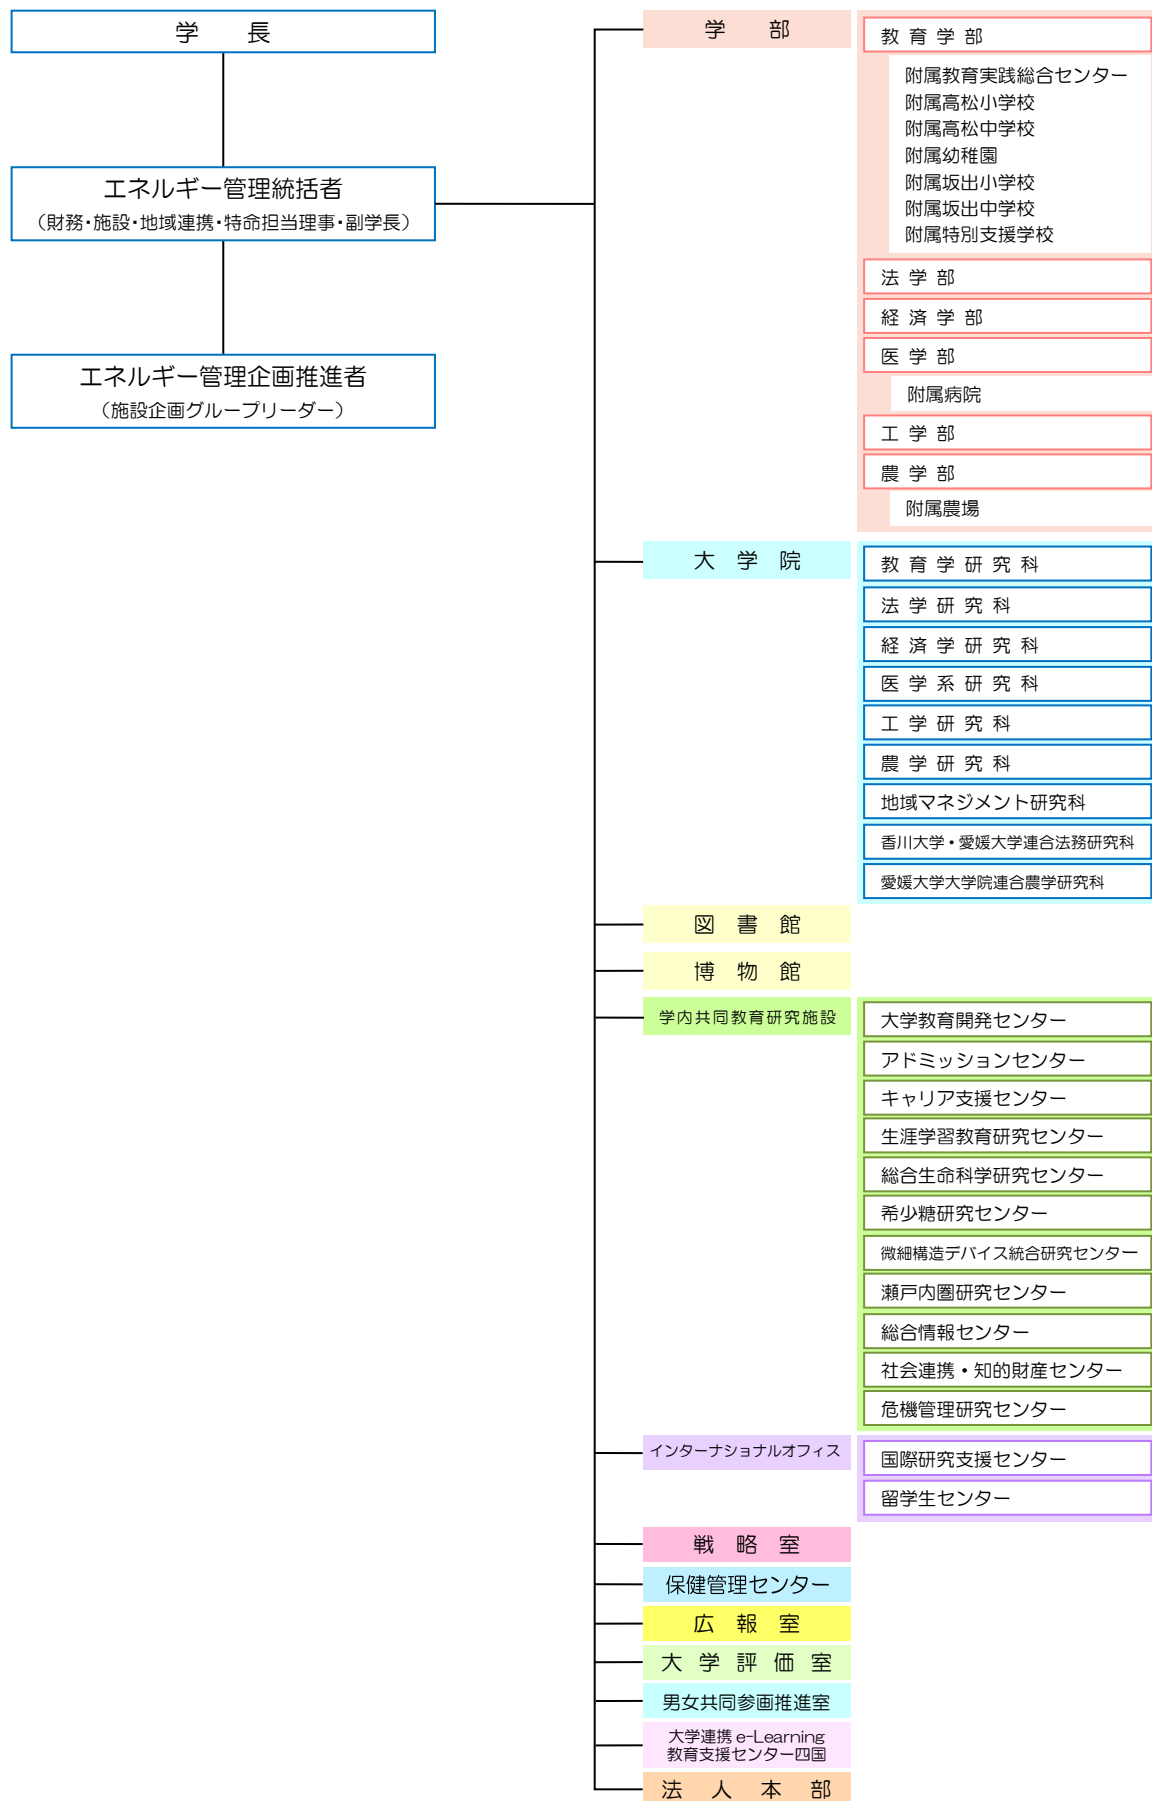 学長
エネルギー管理統括者
（財務・施設・地域連携・特命担当理事・副学長）
エネルギー管理企画推進者
（施設企画グループリーダー）
学部
教育学部
附属教育実践総合センター
附属高松小学校
附属高松中学校
附属幼稚園
附属坂出小学校
附属坂出中学校
附属特別支援学校
法学部
経済学部
医学部
附属病院
工学部
農学部
附属農場
大学院
教育学研究科
法学研究科
経済学研究科
医学系研究科
工学研究科
農学研究科
地域マネジメント研究科
香川大学・愛媛大学連合法務研究科
愛媛大学大学院連合農学研究科
図書館
博物館
学内共同教育研究施設
大学教育開発センター
アドミッションセンター
キャリア支援センター
生涯学習教育研究センター
総合生命科学研究センター
希少糖研究センター
微細構造デバイス統合研究センター
瀬戸内圏研究センター
総合情報センター
社会連携・知的財産センター
危機管理研究センター
インターナショナルオフィス
国際研究支援センター
留学生センター
戦略室
保健管理センター
広報室
大学評価室
男女共同参画推進室
大学連携 e-Learning
教育支援センター四国
法人本部